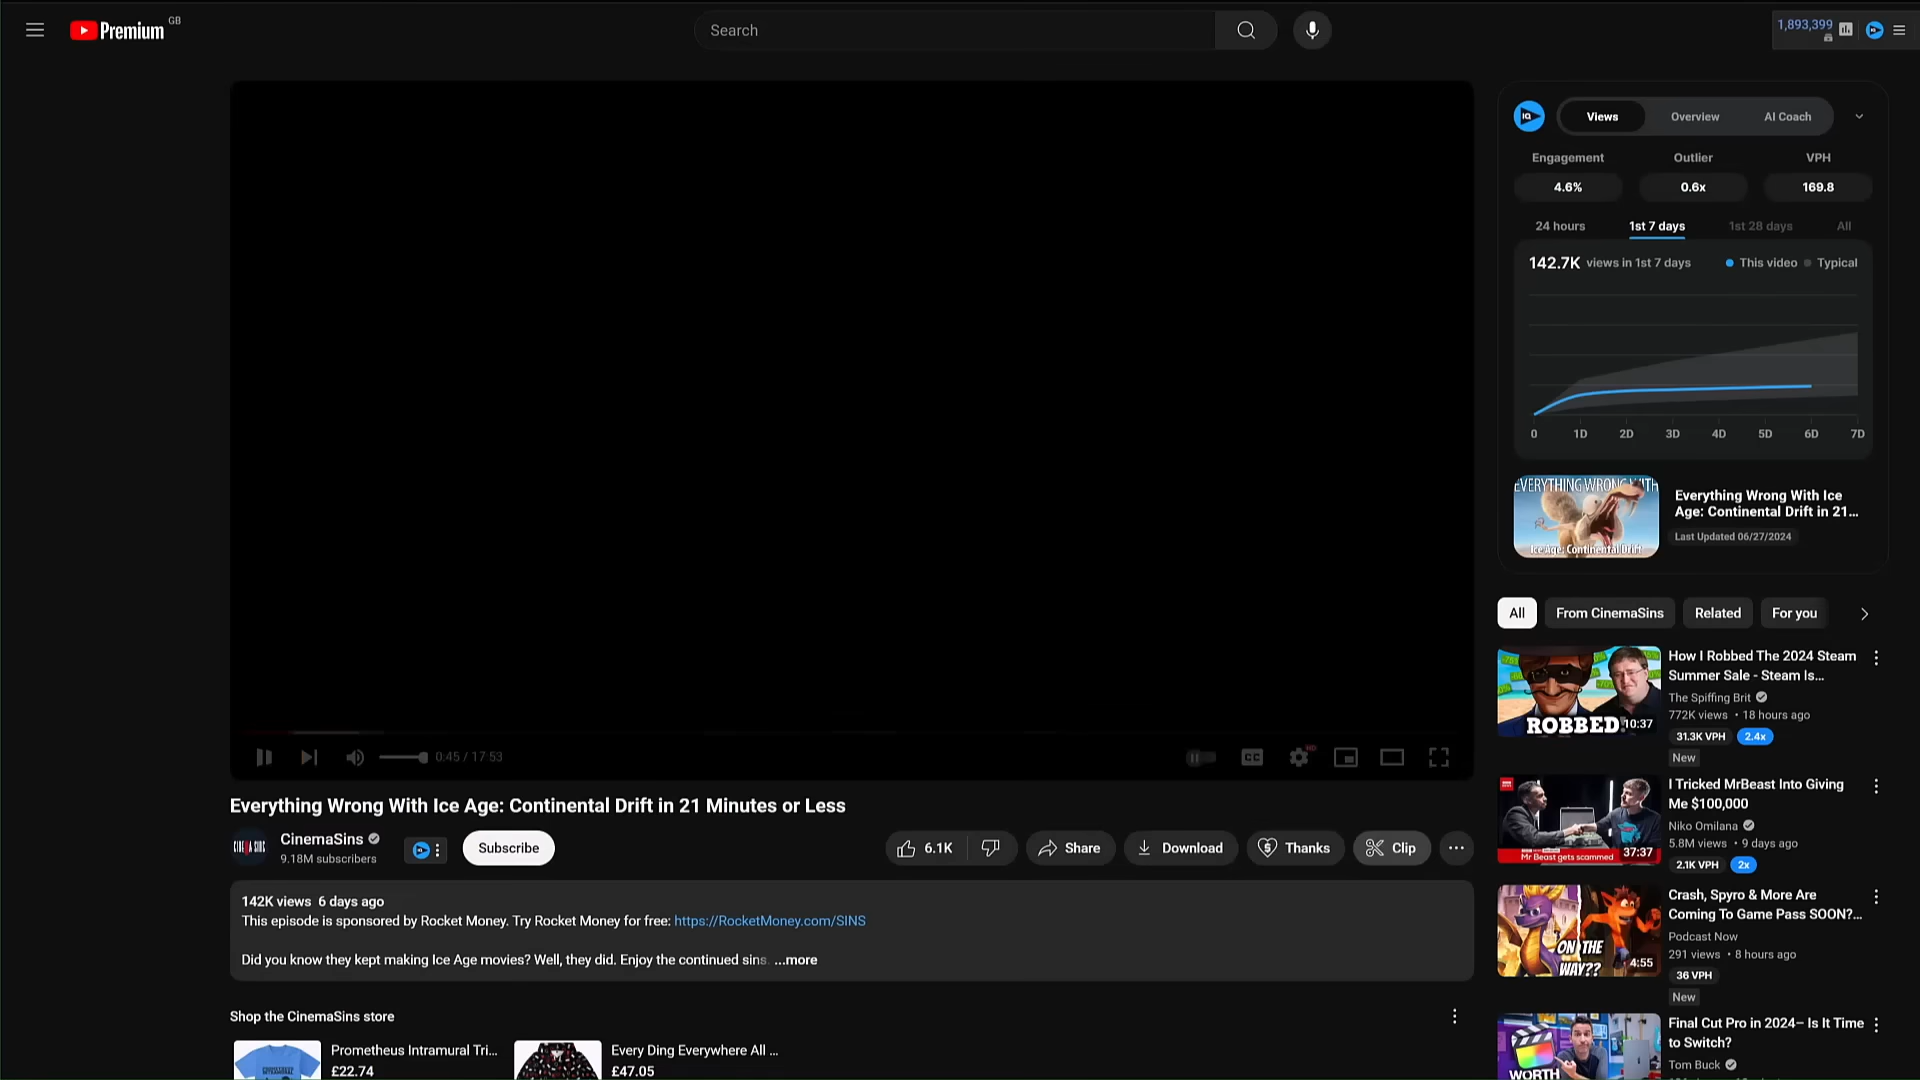 Premium GB
Search
1,893,399
Views Overview AI Coach
Engagement Outlier VPH
4.6% 0.6x 169.8
24 hours 1st 7 days 1st 28 days All
142.7K views in 1st 7 days This video Typical
0 1D 2D 3D 4D 5D 6D 7D
EVERYTHING WRONG WITH
Ice Age: Continental Drift
Everything Wrong With Ice
Age: Continental Drift in 21...
Last Updated 06/27/2024
0:45 / 17:53
CC
HD
Everything Wrong With Ice Age: Continental Drift in 21 Minutes or Less
CINEMA SINS
CinemaSins
9.18M subscribers
Subscribe
6.1K
Share
Download
Thanks
Clip
142K views 6 days ago
This episode is sponsored by Rocket Money. Try Rocket Money for free: https://RocketMoney.com/SINS
Did you know they kept making Ice Age movies? Well, they did. Enjoy the continued sins. ...more
Shop the CinemaSins store
Prometheus Intramural Tri...
£22.74
Every Ding Everywhere All ...
£47.05
All From CinemaSins Related For you
ROBBED!
10:37
How I Robbed The 2024 Steam
Summer Sale - Steam Is...
The Spiffing Brit
772K views • 18 hours ago
31.3K VPH 2.4x
New
Mr Beast gets scammed
37:37
I Tricked MrBeast Into Giving
Me $100,000
Niko Omilana
5.8M views • 9 days ago
2.1K VPH 2x
ON THE
WAY??
4:55
Crash, Spyro & More Are
Coming To Game Pass SOON?...
Podcast Now
291 views • 8 hours ago
36 VPH
New
WORTH
Final Cut Pro in 2024– Is It Time
to Switch?
Tom Buck